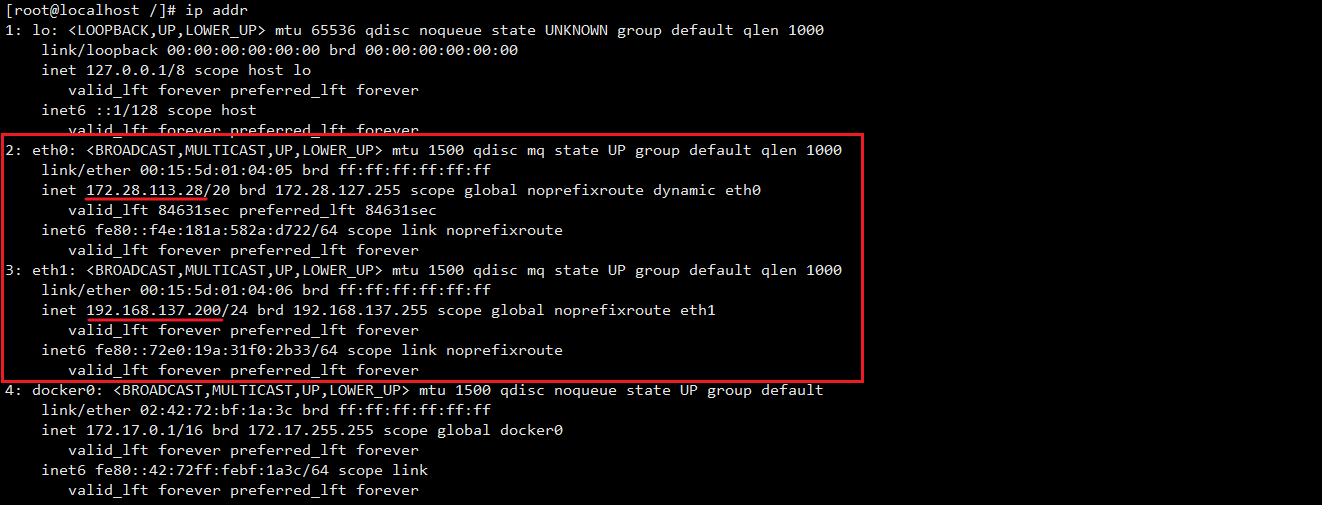 [root@localhost /]# ip addr
1: lo: <LOOPBACK,UP,LOWER_UP> mtu 65536 qdisc noqueue state UNKNOWN group default qlen 1000
    link/loopback 00:00:00:00:00:00 brd 00:00:00:00:00:00
    inet 127.0.0.1/8 scope host lo
       valid_lft forever preferred_lft forever
    inet6 ::1/128 scope host
       valid_lft forever preferred_lft forever
2: eth0: <BROADCAST,MULTICAST,UP,LOWER_UP> mtu 1500 qdisc mq state UP group default qlen 1000
    link/ether 00:15:5d:01:04:05 brd ff:ff:ff:ff:ff:ff
    inet 172.28.113.28/20 brd 172.28.127.255 scope global noprefixroute dynamic eth0
       valid_lft 84631sec preferred_lft 84631sec
    inet6 fe80::f4e:181a:582a:d722/64 scope link noprefixroute
       valid_lft forever preferred_lft forever
3: eth1: <BROADCAST,MULTICAST,UP,LOWER_UP> mtu 1500 qdisc mq state UP group default qlen 1000
    link/ether 00:15:5d:01:04:06 brd ff:ff:ff:ff:ff:ff
    inet 192.168.137.200/24 brd 192.168.137.255 scope global noprefixroute eth1
       valid_lft forever preferred_lft forever
    inet6 fe80::72e0:19a:31f0:2b33/64 scope link noprefixroute
       valid_lft forever preferred_lft forever
4: docker0: <BROADCAST,MULTICAST,UP,LOWER_UP> mtu 1500 qdisc noqueue state UP group default
    link/ether 02:42:72:bf:1a:3c brd ff:ff:ff:ff:ff:ff
    inet 172.17.0.1/16 brd 172.17.255.255 scope global docker0
       valid_lft forever preferred_lft forever
    inet6 fe80::42:72ff:febf:1a3c/64 scope link
       valid_lft forever preferred_lft forever